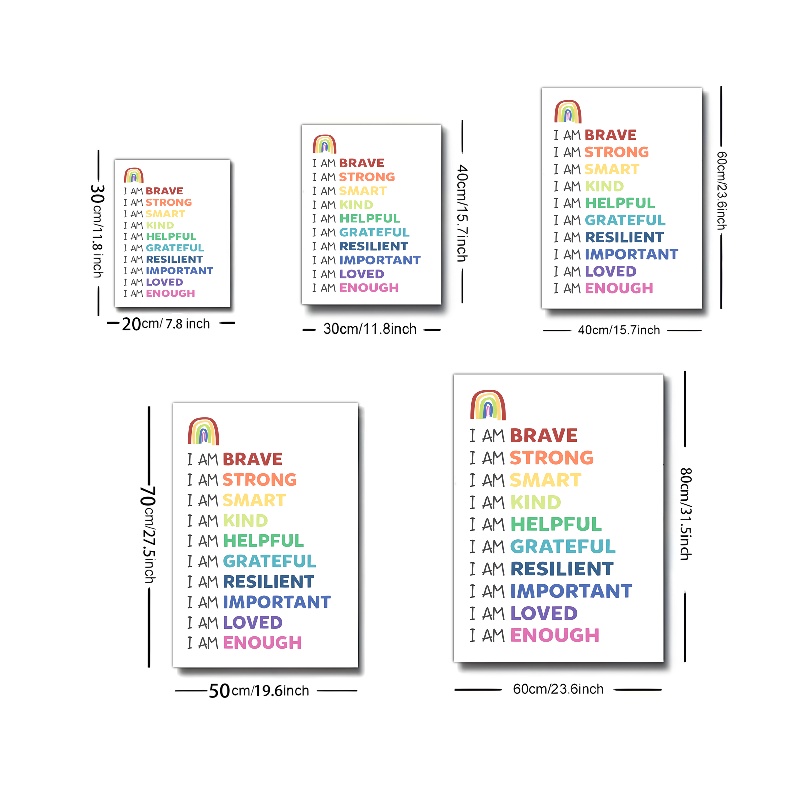 I AM BRAVE
I AM STRONG
I AM SMART
I AM KIND
I AM HELPFUL
I AM GRATEFUL
I AM RESILIENT
I AM IMPORTANT
I AM LOVED
I AM ENOUGH
30cm/11.8 inch
20cm/ 7.8 inch
I AM BRAVE
I AM STRONG
I AM SMART
I AM KIND
I AM HELPFUL
I AM GRATEFUL
I AM RESILIENT
I AM IMPORTANT
I AM LOVED
I AM ENOUGH
40cm/15.7inch
30cm/11.8inch
I AM BRAVE
I AM STRONG
I AM SMART
I AM KIND
I AM HELPFUL
I AM GRATEFUL
I AM RESILIENT
I AM IMPORTANT
I AM LOVED
I AM ENOUGH
60cm/23.6inch
40cm/15.7inch
70cm/27.5inch
I AM BRAVE
I AM STRONG
I AM SMART
I AM KIND
I AM HELPFUL
I AM GRATEFUL
I AM RESILIENT
I AM IMPORTANT
I AM LOVED
I AM ENOUGH
50cm/19.6inch
I AM BRAVE
I AM STRONG
I AM SMART
I AM KIND
I AM HELPFUL
I AM GRATEFUL
I AM RESILIENT
I AM IMPORTANT
I AM LOVED
I AM ENOUGH
80cm/31.5inch
60cm/23.6inch